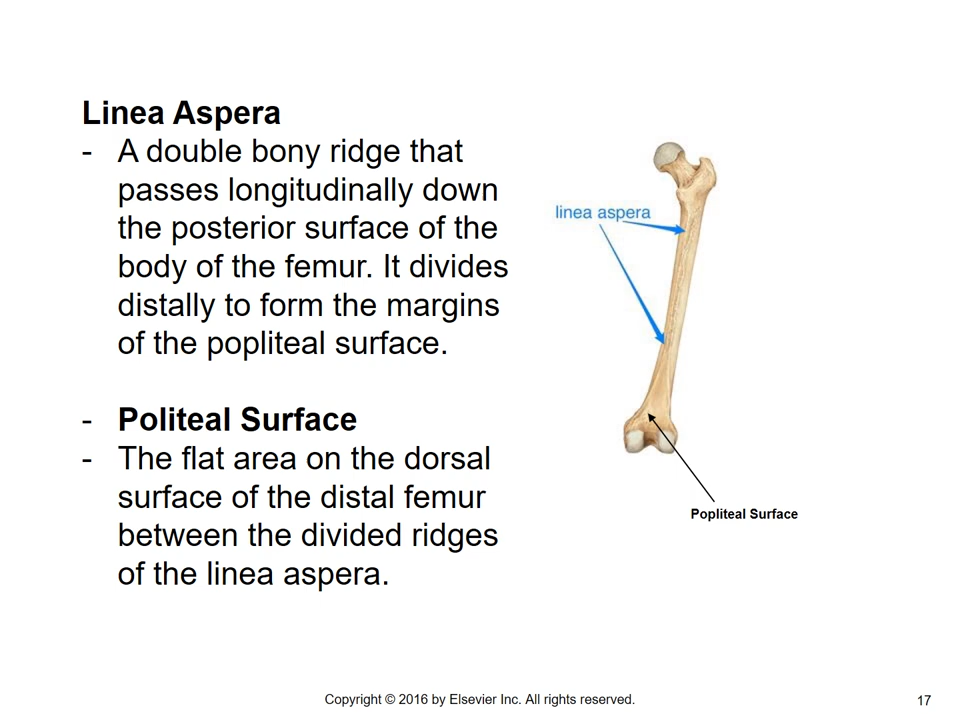 Linea Aspera
- A double bony ridge that
passes longitudinally down
the posterior surface of the
body of the femur. It divides
distally to form the margins
of the popliteal surface.
- Politeal Surface
- The flat area on the dorsal
surface of the distal femur
between the divided ridges
of the linea aspera.
linea aspera
Popliteal Surface
Copyright © 2016 by Elsevier Inc. All rights reserved.
17